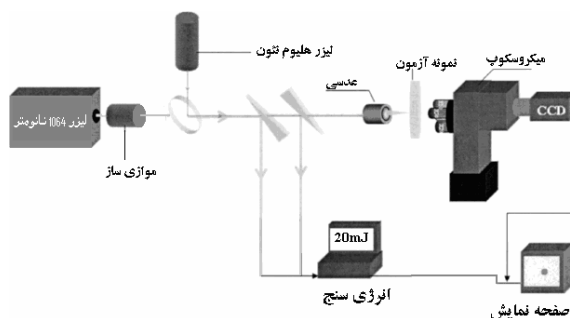 لیزر هلیوم نئون
لیزر 1064 نانومتر
موازی ساز
عدسی
نمونه آزمون
میکروسکوپ
CCD
20mJ
انرژی سنج
صفحه نمایش